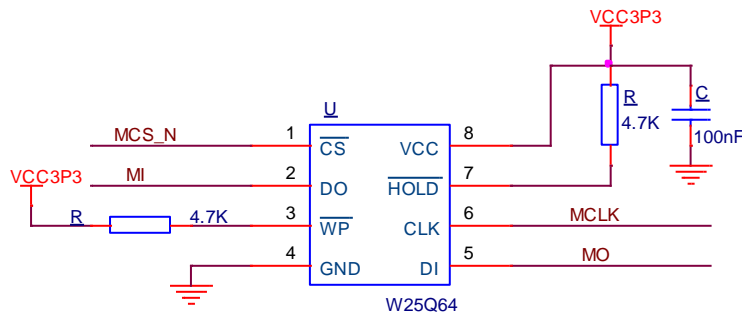 VCC3P3
U
R
C
4.7K
100nF
MCS_N
1
CS
VCC
8
MI
2
DO
HOLD
7
VCC3P3
R
4.7K
3
WP
CLK
6
MCLK
4
GND
DI
5
MO
W25Q64